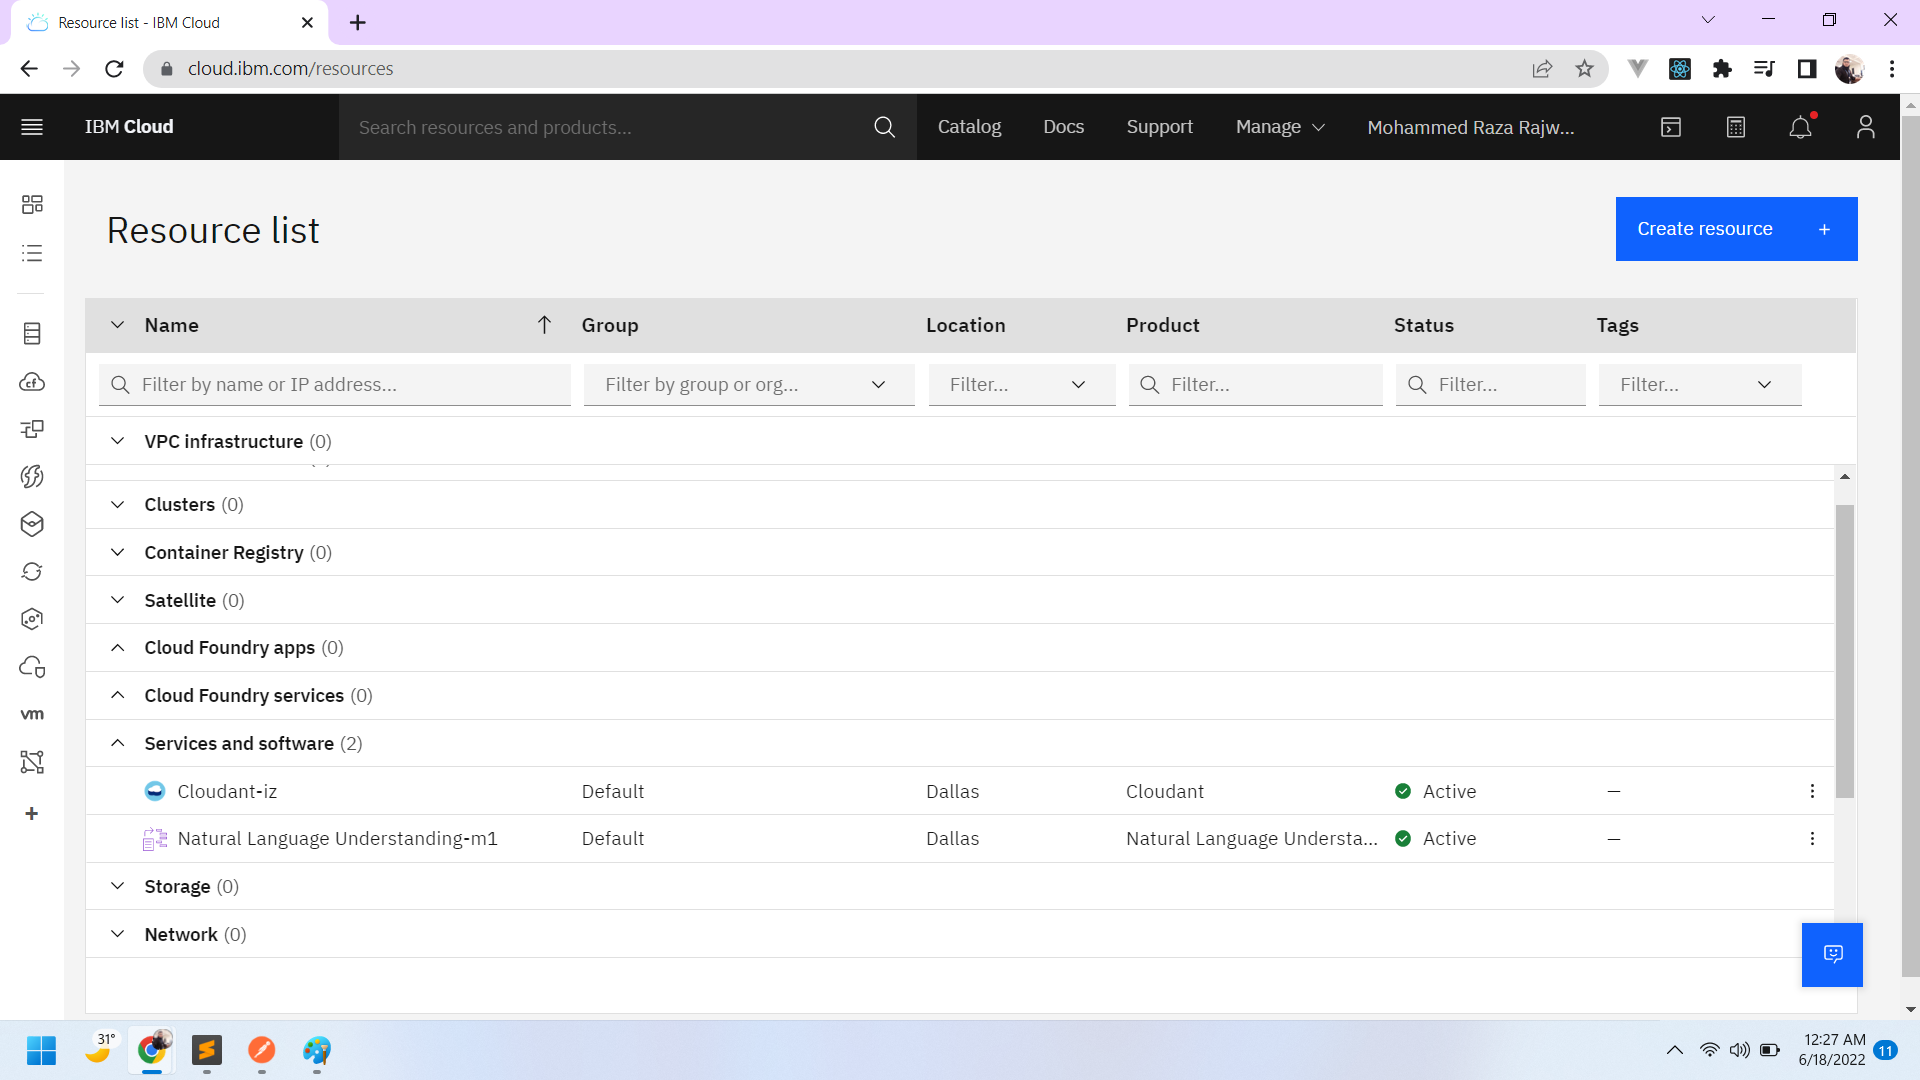 Resource list - IBM Cloud
cloud.ibm.com/resources
IBM Cloud
Search resources and products...
Catalog
Docs
Support
Manage
Mohammed Raza Rajw...
Resource list
Create resource +
Name Group Location Product Status Tags
Filter by name or IP address... Filter by group or org... Filter... Filter... Filter... Filter...
VPC infrastructure (0)
Clusters (0)
Container Registry (0)
Satellite (0)
Cloud Foundry apps (0)
Cloud Foundry services (0)
Services and software (2)
Cloudant-iz Default Dallas Cloudant Active —
Natural Language Understanding-m1 Default Dallas Natural Language Understa... Active —
Storage (0)
Network (0)
cf
vm
31°
12:27 AM
6/18/2022
11